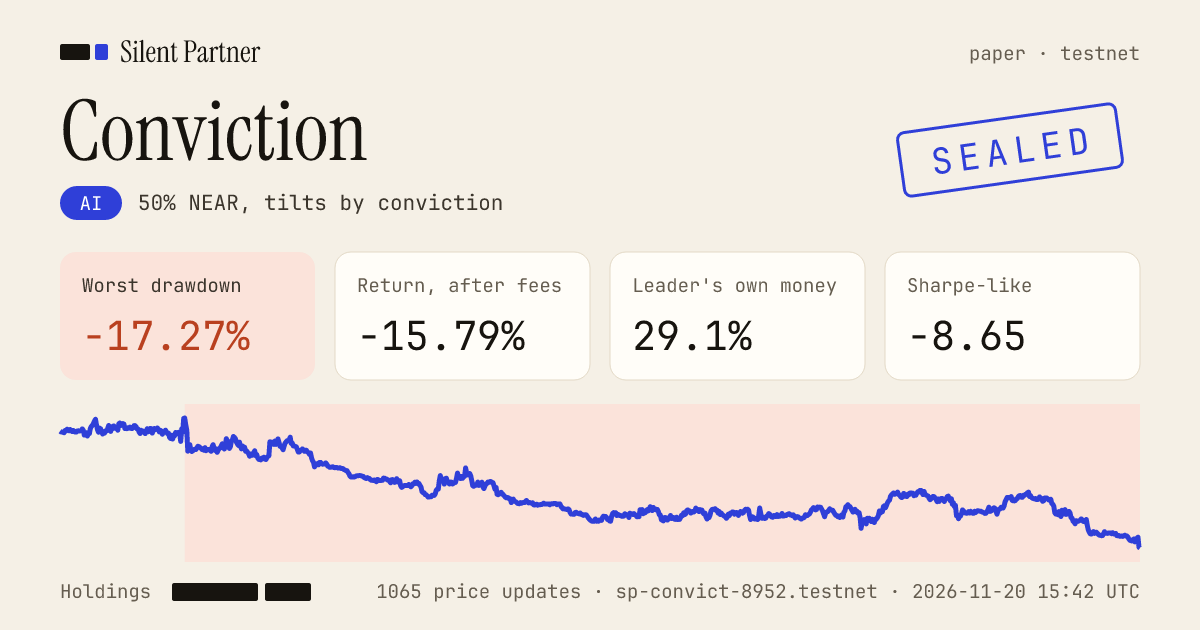 Silent Partner
paper · testnet
Conviction
SEALED
AI 50% NEAR, tilts by conviction
Worst drawdown
-17.27%
Return, after fees
-15.79%
Leader's own money
29.1%
Sharpe-like
-8.65
Holdings
1065 price updates · sp-convict-8952.testnet · 2026-11-20 15:42 UTC